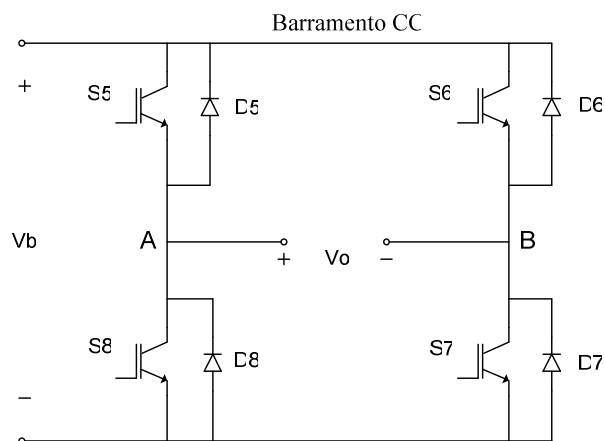 Barramento CC
+
S5
D5
S6
D6
Vb
A
+
Vo
−
B
S8
D8
S7
D7
−